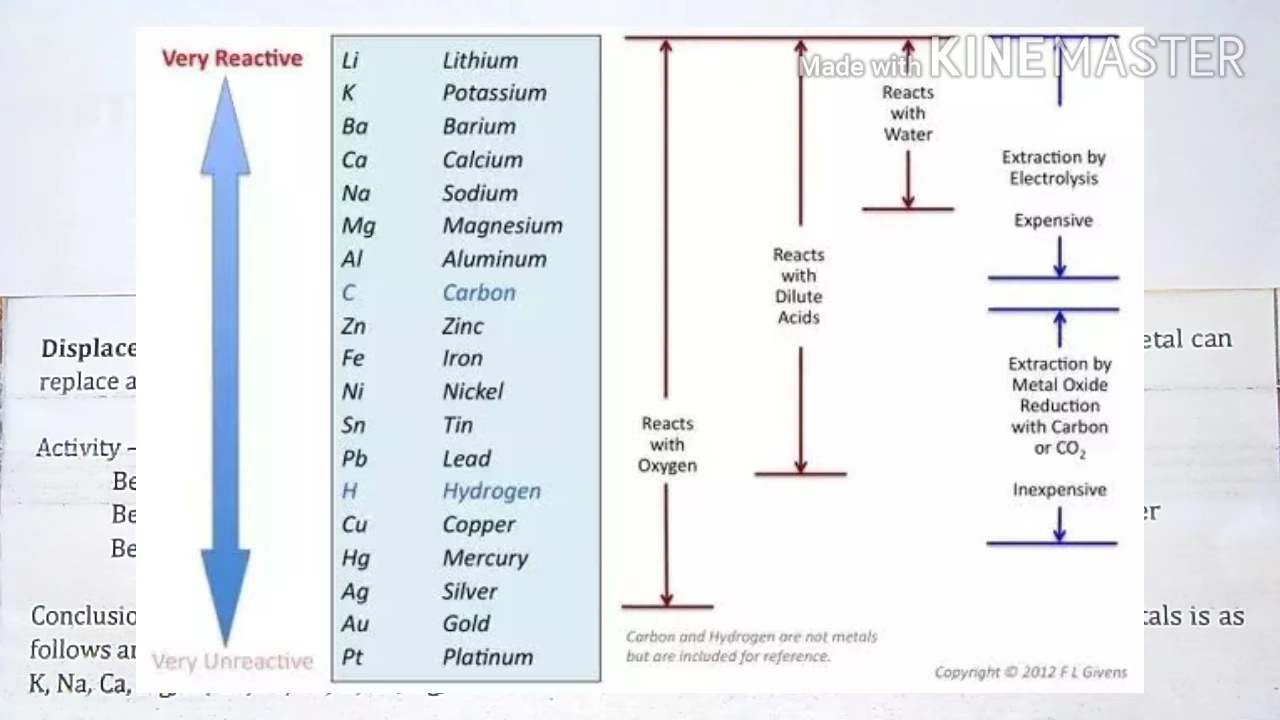 Made with KINEMASTER
Very Reactive
Li Lithium
K Potassium
Ba Barium
Ca Calcium
Na Sodium
Mg Magnesium
Al Aluminum
C Carbon
Zn Zinc
Fe Iron
Ni Nickel
Sn Tin
Pb Lead
H Hydrogen
Cu Copper
Hg Mercury
Ag Silver
Au Gold
Pt Platinum
Very Unreactive
Reacts
with
Oxygen
Reacts
with
Dilute
Acids
Reacts
with
Water
Extraction by
Electrolysis
Expensive
Extraction by
Metal Oxide
Reduction
with Carbon
or CO₂
Inexpensive
Carbon and Hydrogen are not metals
but are included for reference.
Copyright © 2012 F L Givens
Displace
etal can
replace a
Activity –
Be
Be
er
Be
Conclusio
tals is as
follows ar
K, Na, Ca,